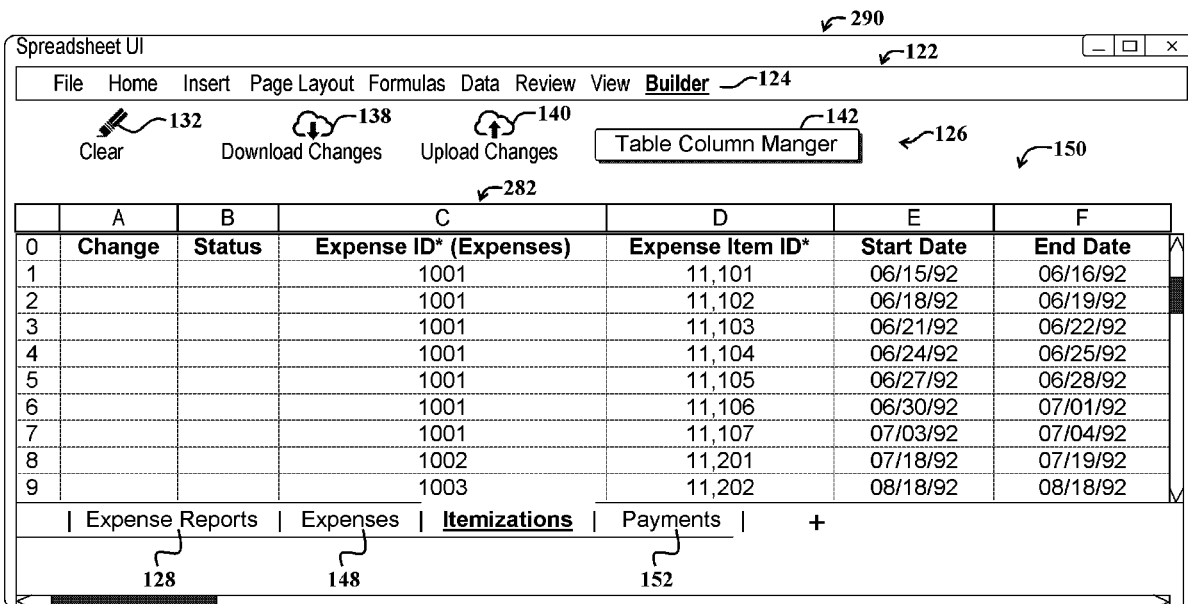 290
Spreadsheet UI
122
File Home Insert Page Layout Formulas Data Review View Builder 124
132 138 140 142
Clear Download Changes Upload Changes Table Column Manger 126
150
282
A B C D E F
0 Change Status Expense ID* (Expenses) Expense Item ID* Start Date End Date
1 1001 11,101 06/15/92 06/16/92
2 1001 11,102 06/18/92 06/19/92
3 1001 11,103 06/21/92 06/22/92
4 1001 11,104 06/24/92 06/25/92
5 1001 11,105 06/27/92 06/28/92
6 1001 11,106 06/30/92 07/01/92
7 1001 11,107 07/03/92 07/04/92
8 1002 11,201 07/18/92 07/19/92
9 1003 11,202 08/18/92 08/18/92
| Expense Reports | Expenses | Itemizations | Payments | +
128 148 152